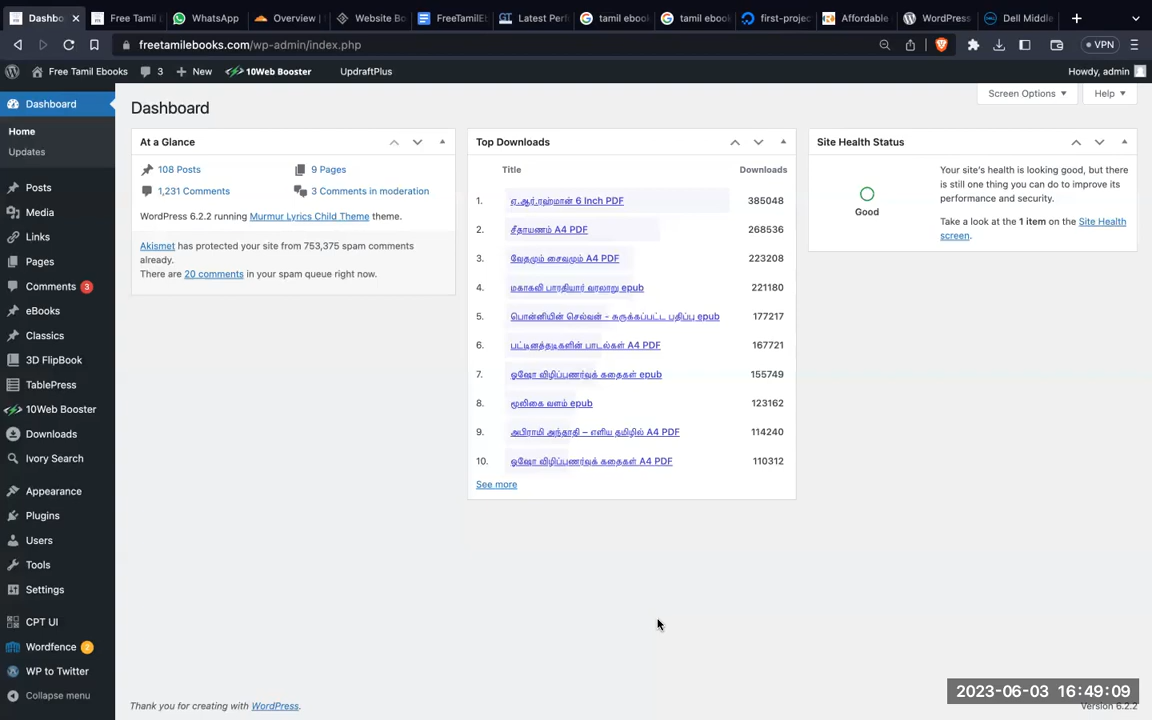 Dashbo
Free Tamil
WhatsApp
Overview |
Website Bo
FreeTamilE
Latest Per
tamil ebook
tamil ebook
first-projec
Affordable
WordPress
Dell Middle
freetamilebooks.com/wp-admin/index.php
VPN
Free Tamil Ebooks 3 New 10Web Booster UpdraftPlus
Howdy, admin
Screen Options
Help
Dashboard
Home
Updates
Posts
Media
Links
Pages
Comments 3
eBooks
Classics
3D FlipBook
TablePress
10Web Booster
Downloads
Ivory Search
Appearance
Plugins
Users
Tools
Settings
CPT UI
Wordfence 2
WP to Twitter
Collapse menu
Dashboard
At a Glance
108 Posts 9 Pages
1,231 Comments 3 Comments in moderation
WordPress 6.2.2 running Murmur Lyrics Child Theme theme.
Akismet has protected your site from 753,375 spam comments
already.
There are 20 comments in your spam queue right now.
Top Downloads
Title Downloads
1. ஏ.ஆர்.ரஹ்மான் 6 Inch PDF 385048
2. சீதாயணம் A4 PDF 268536
3. வேதமும் சைவமும் A4 PDF 223208
4. மகாகவி பாரதியார் வரலாறு epub 221180
5. பொன்னியின் செல்வன் - சுருக்கப்பட்ட பதிப்பு epub 177217
6. பட்டினத்தடிகளின் பாடல்கள் A4 PDF 167721
7. ஓஷோ விழிப்புணர்வுக் கதைகள் epub 155749
8. மூலிகை வளம் epub 123162
9. அபிராமி அந்தாதி – எளிய தமிழில் A4 PDF 114240
10. ஓஷோ விழிப்புணர்வுக் கதைகள் A4 PDF 110312
See more
Site Health Status
Good
Your site's health is looking good, but there
is still one thing you can do to improve its
performance and security.
Take a look at the 1 item on the Site Health
screen.
Thank you for creating with WordPress.
2023-06-03 16:49:09
Version 6.2.2